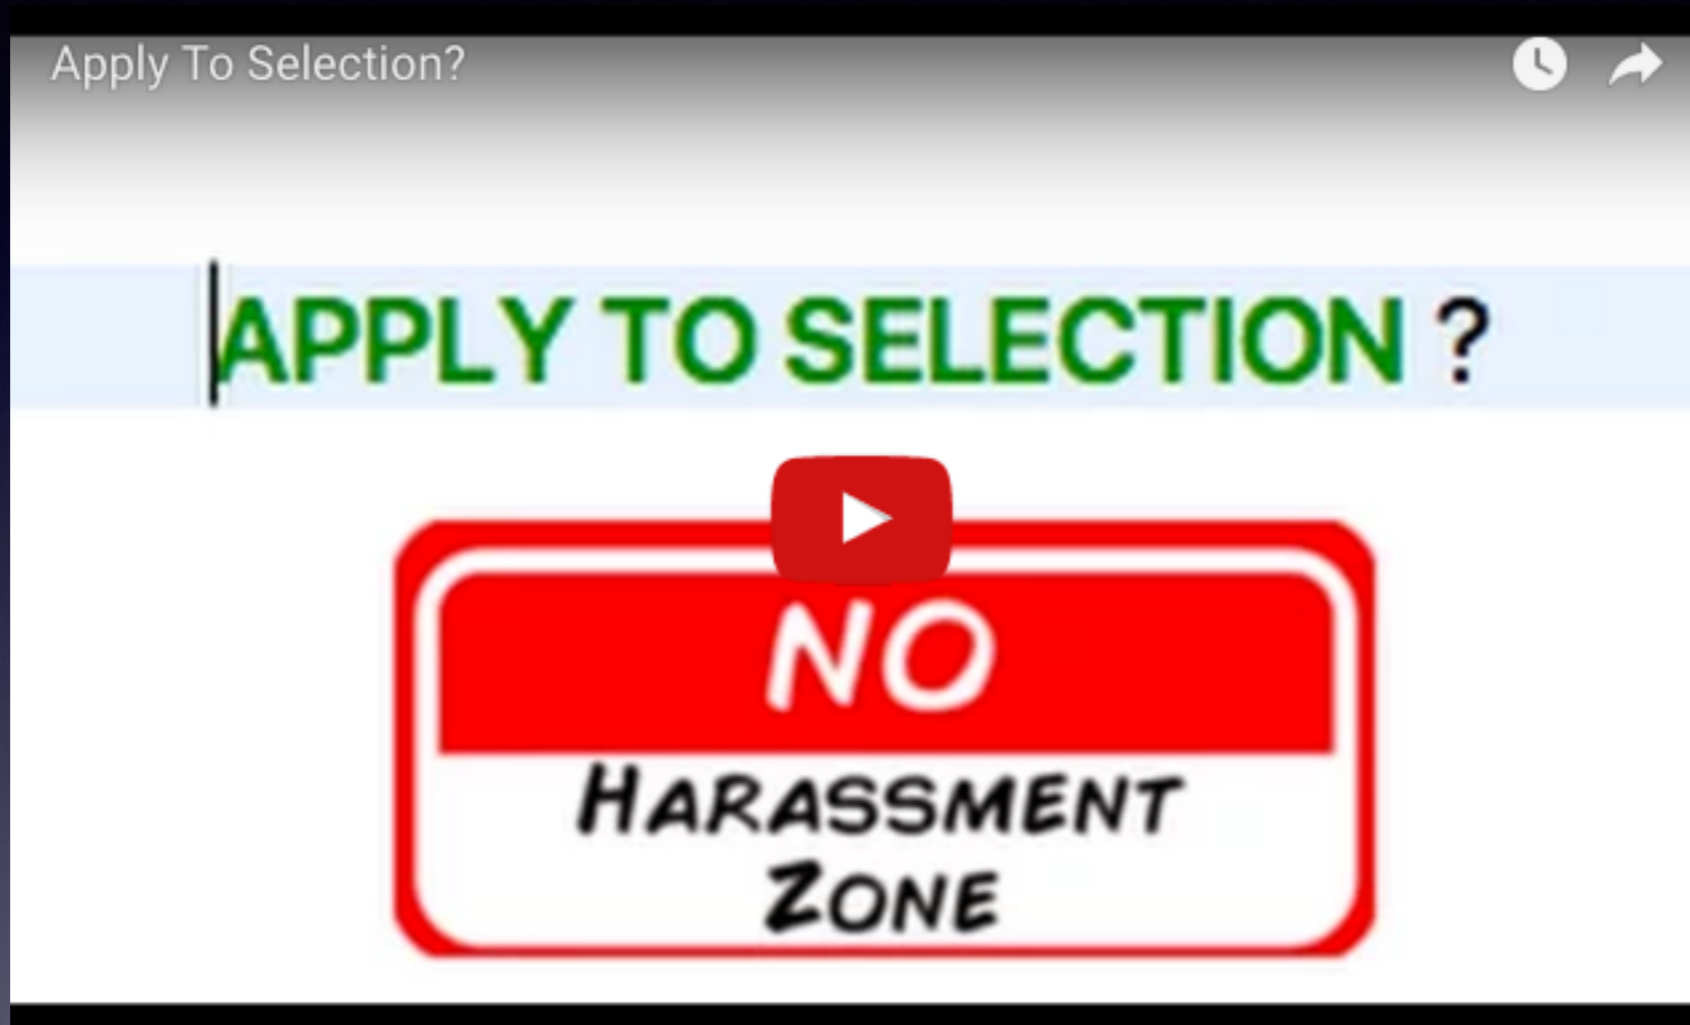 Apply To Selection?
APPLY TO SELECTION ?
NO
HARASSMENT
ZONE